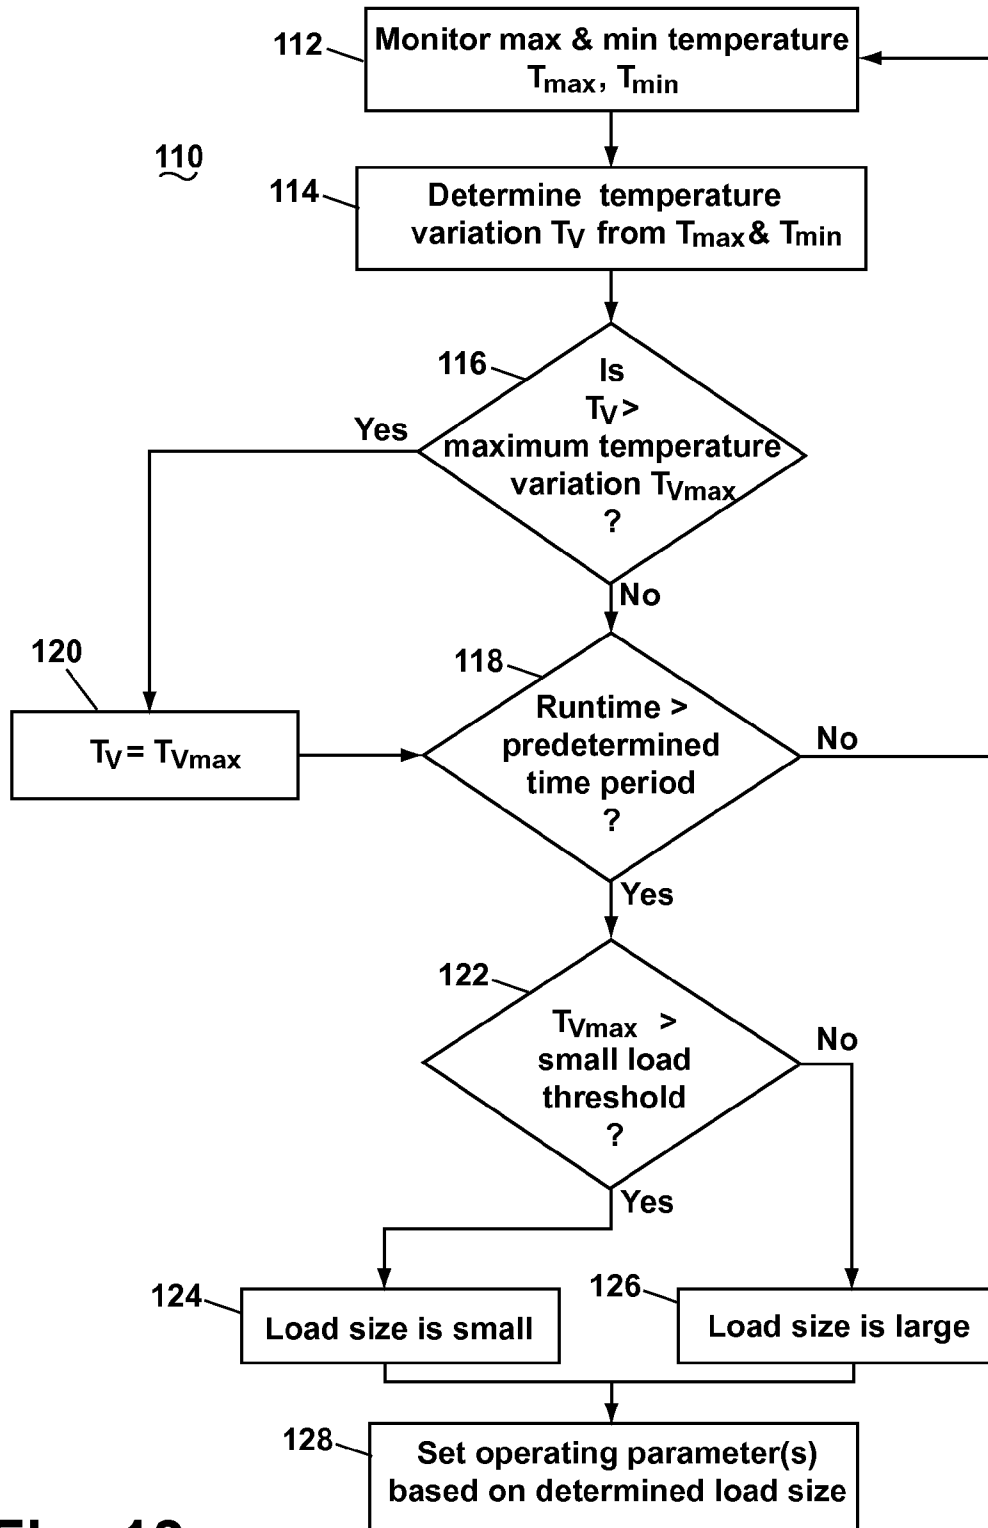 112
Monitor max & min temperature
Tmax, Tmin
110
114
Determine temperature
variation TV from Tmax & Tmin
116
Is
TV >
maximum temperature
variation TVmax
?
Yes
No
120
TV = TVmax
118
Runtime >
predetermined
time period
?
No
Yes
122
TVmax >
small load
threshold
?
No
Yes
124
Load size is small
126
Load size is large
128
Set operating parameter(s)
based on determined load size